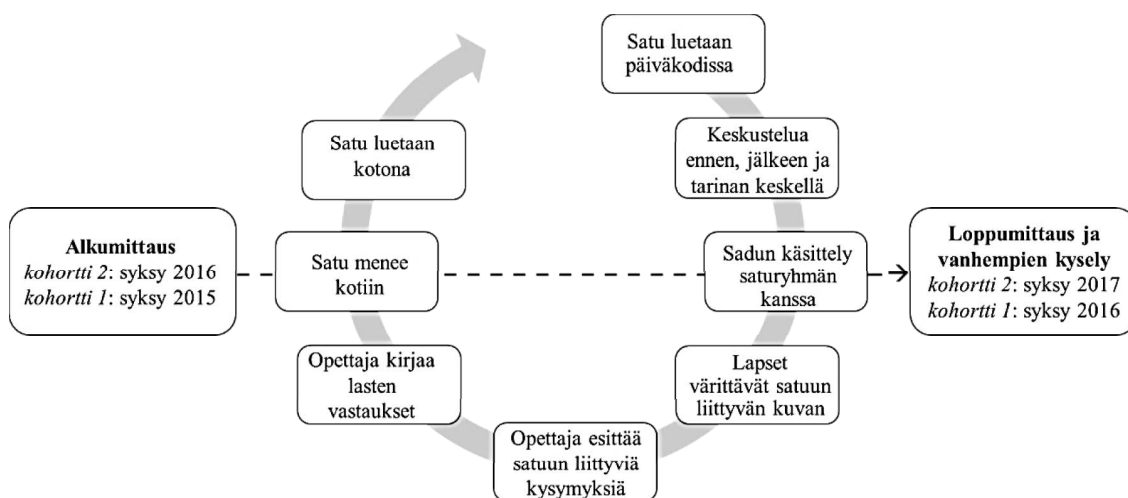 Satu luetaan
päiväkodissa
Keskustelua
ennen, jälkeen ja
tarinan keskellä
Sadun käsittely
saturyhmän
kanssa
Lapset
värittävät satuun
liittyvän kuvan
Opettaja esittää
satuun liittyviä
kysymyksiä
Opettaja kirjaa
lasten
vastaukset
Satu menee
kotiin
Satu luetaan
kotona
Alkumittaus
kohortti 2: syksy 2016
kohortti 1: syksy 2015
Loppumittaus ja
vanhempien kysely
kohortti 2: syksy 2017
kohortti 1: syksy 2016